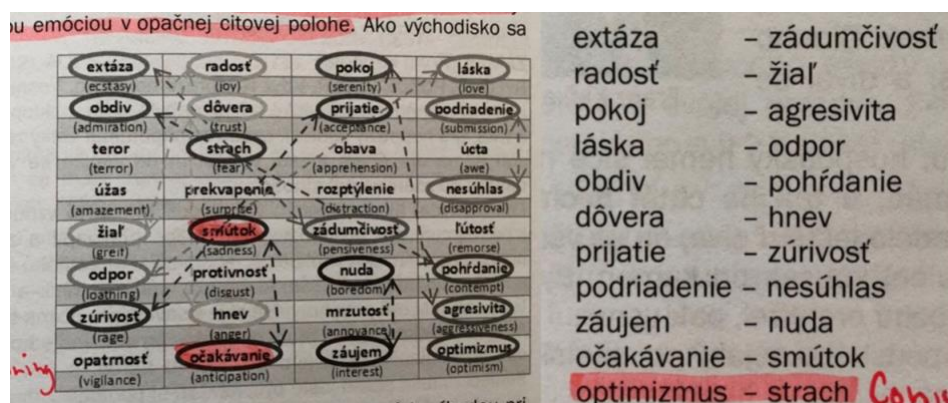 ou emóciou v opačnej citovej polohe. Ako východisko sa
extáza radosť pokoj láska
(ecstasy) (joy) (serenity) (love)
obdiv dôvera prijatie podriadenie
(admiration) (trust) (acceptance) (submission)
teror strach obava úcta
(terror) (fear) (apprehension) (awe)
úžas prekvapenie rozptýlenie nesúhlas
(amazement) (surprise) (distraction) (disapproval)
žiaľ smútok zádumčivosť ľútosť
(greif) (sadness) (pensiveness) (remorse)
odpor protivnosť nuda pohŕdanie
(loathing) (disgust) (boredom) (contempt)
zúrivosť hnev mrzutosť agresivita
(rage) (anger) (annoyance) (aggressiveness)
opatrnosť očakávanie záujem optimizmus
(vigilance) (anticipation) (interest) (optimism)
ning
extáza – zádumčivosť
radosť – žiaľ
pokoj – agresivita
láska – odpor
obdiv – pohŕdanie
dôvera – hnev
prijatie – zúrivosť
podriadenie – nesúhlas
záujem – nuda
očakávanie – smútok
optimizmus – strach